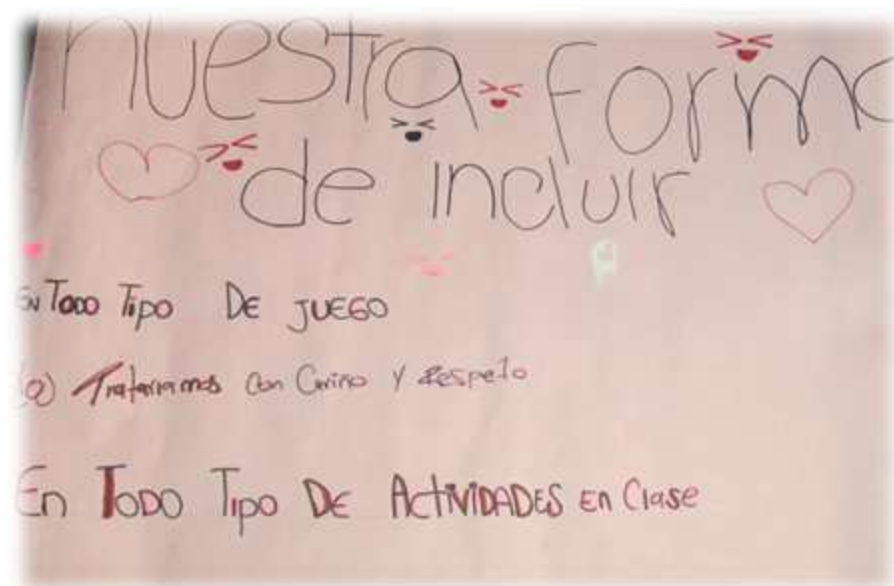 nuestra forma
de incluir
En Todo Tipo De JUEGO
(a) Trataríamos Con Cariño Y Respeto
En Todo Tipo De Actividades En Clase